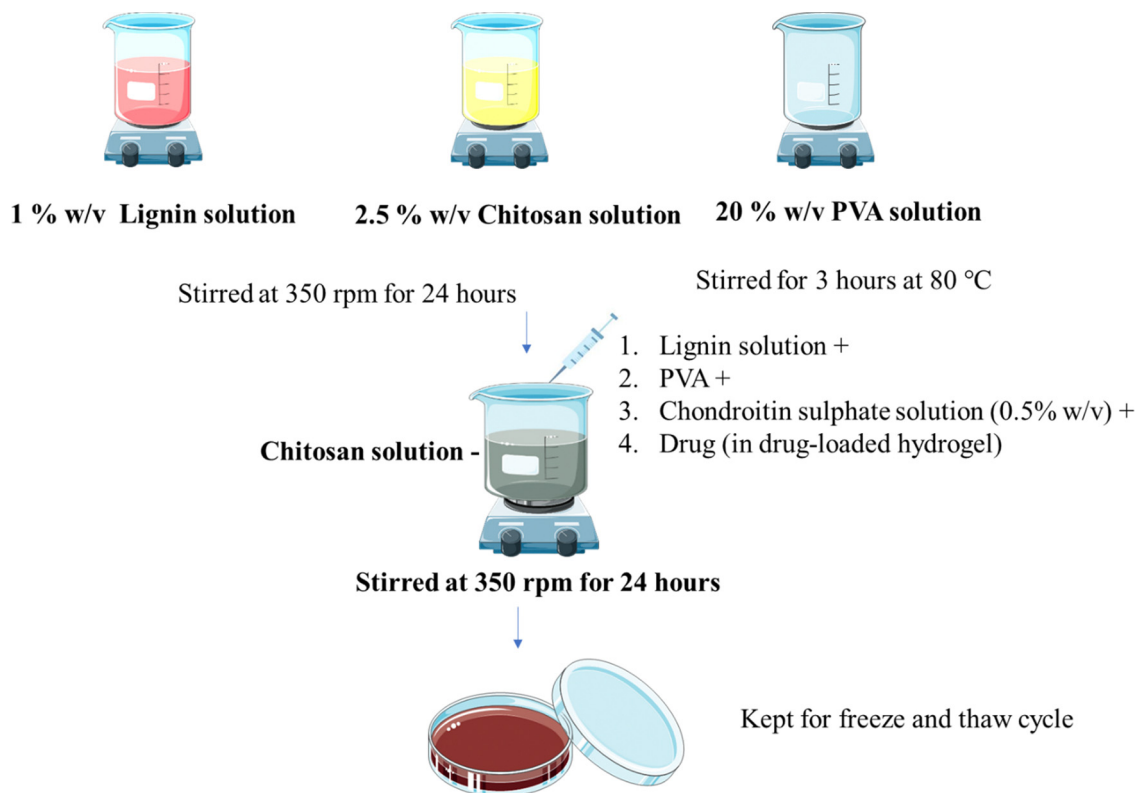 1 % w/v Lignin solution
2.5 % w/v Chitosan solution
20 % w/v PVA solution
Stirred at 350 rpm for 24 hours
Stirred for 3 hours at 80 °C
1. Lignin solution +
2. PVA +
3. Chondroitin sulphate solution (0.5% w/v) +
4. Drug (in drug-loaded hydrogel)
Chitosan solution -
Stirred at 350 rpm for 24 hours
Kept for freeze and thaw cycle